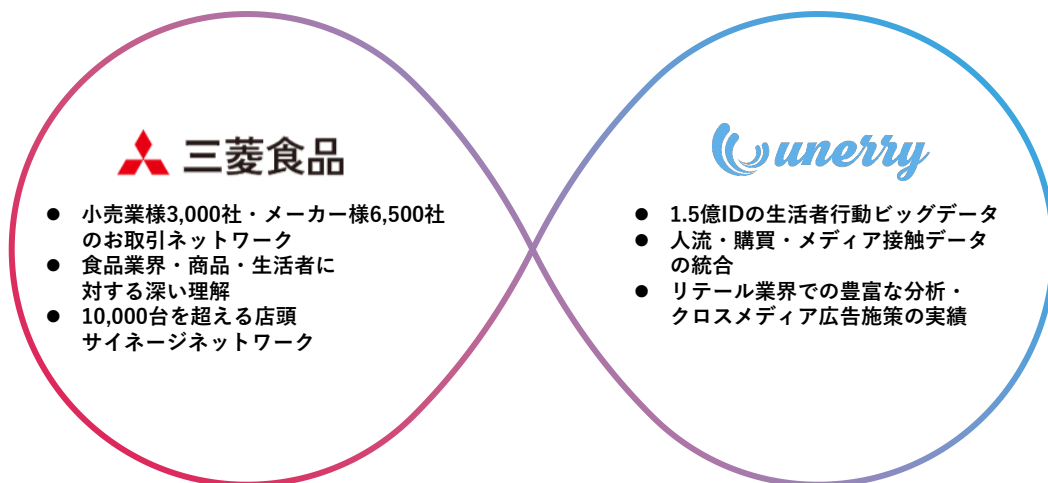 三菱食品
● 小売業様3,000社・メーカー様6,500社
のお取引ネットワーク
● 食品業界・商品・生活者に
対する深い理解
● 10,000台を超える店頭
サイネージネットワーク
unerry
● 1.5億IDの生活者行動ビッグデータ
● 人流・購買・メディア接触データ
の統合
● リテール業界での豊富な分析・
クロスメディア広告施策の実績